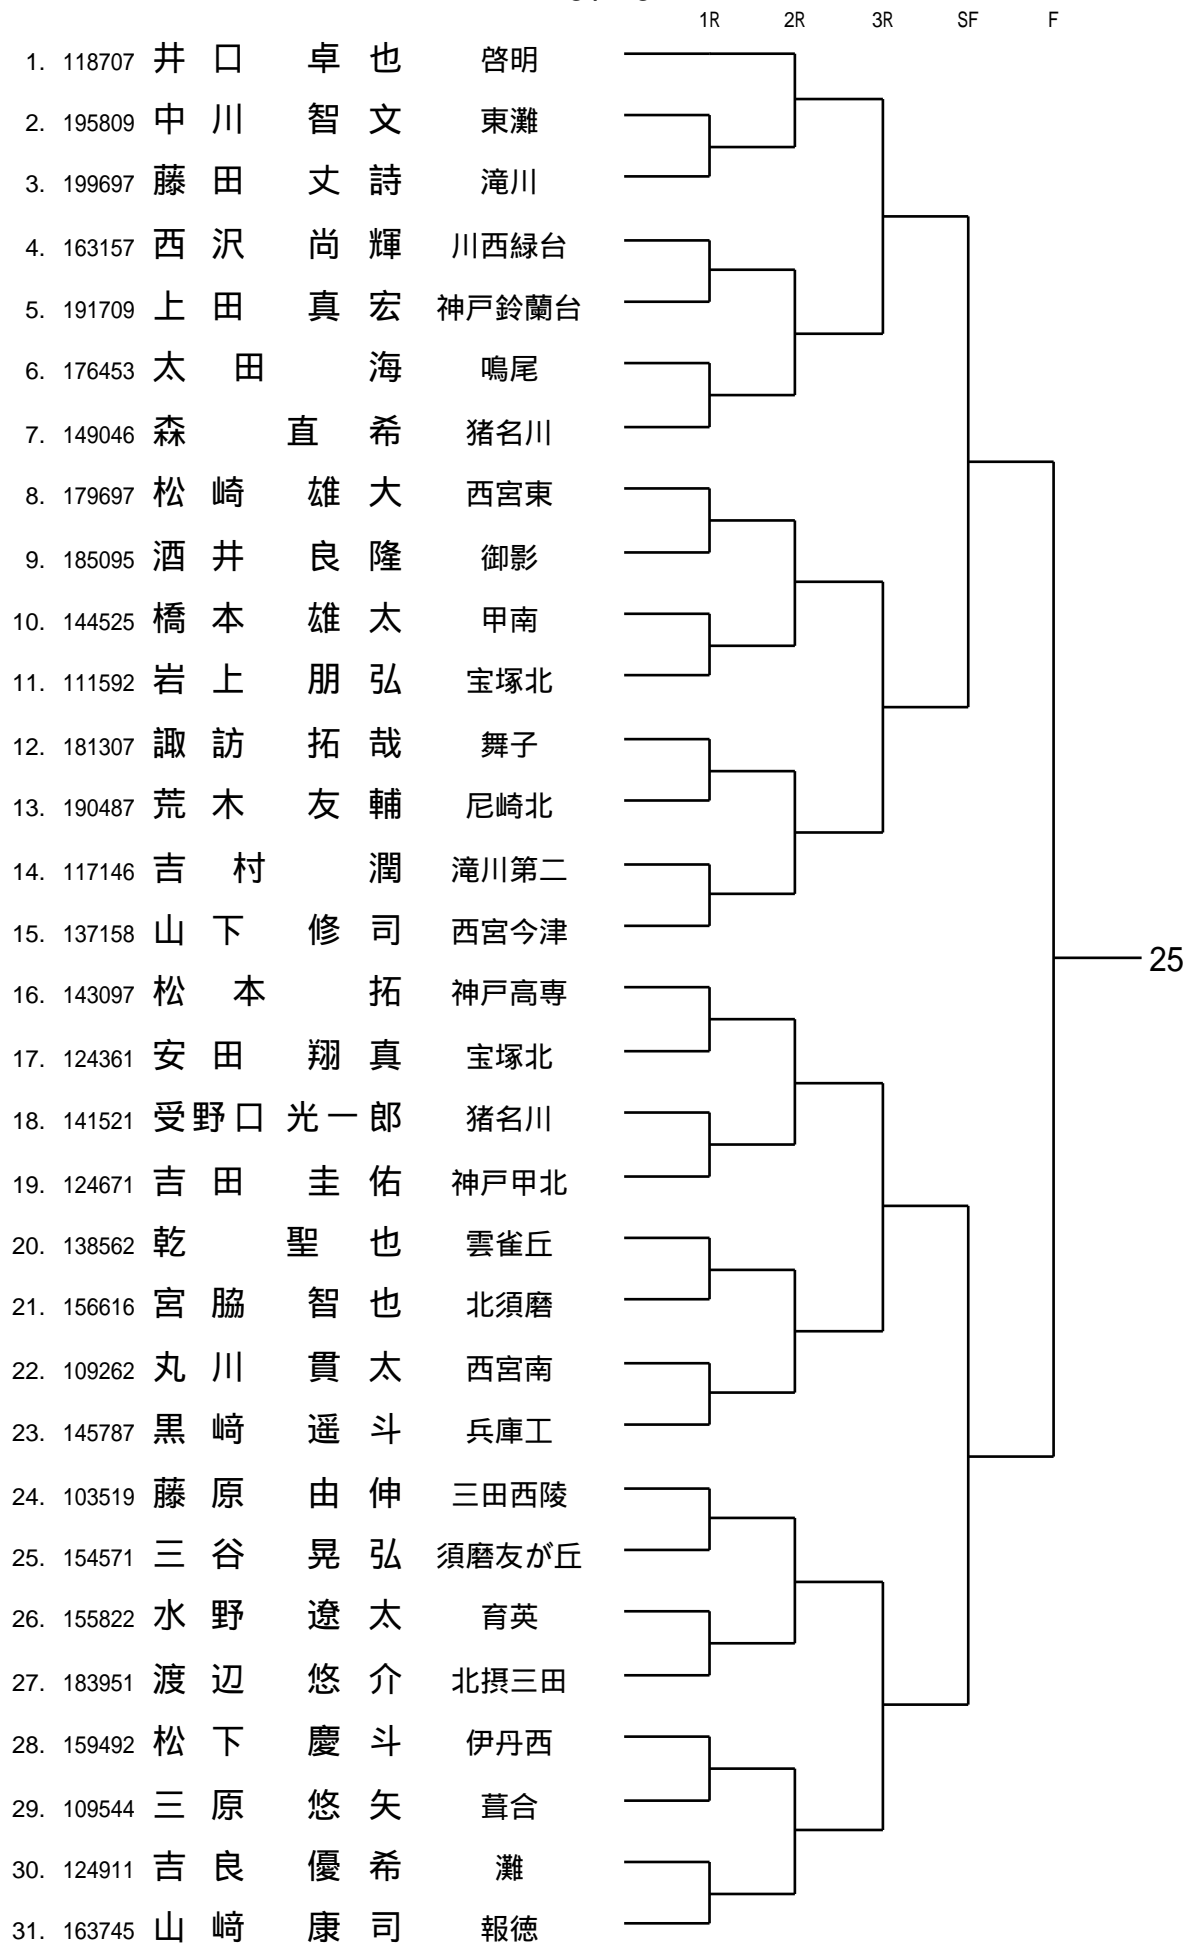 1R 2R 3R SF F
1. 118707 井口 卓也 啓明
2. 195809 中川 智文 東灘
3. 199697 藤田 丈詩 滝川
4. 163157 西沢 尚輝 川西緑台
5. 191709 上田 真宏 神戸鈴蘭台
6. 176453 太田 海 鳴尾
7. 149046 森 直希 猪名川
8. 179697 松崎 雄大 西宮東
9. 185095 酒井 良隆 御影
10. 144525 橋本 雄太 甲南
11. 111592 岩上 朋弘 宝塚北
12. 181307 諏訪 拓哉 舞子
13. 190487 荒木 友輔 尼崎北
14. 117146 吉村 潤 滝川第二
15. 137158 山下 修司 西宮今津
25
16. 143097 松本 拓 神戸高専
17. 124361 安田 翔真 宝塚北
18. 141521 受野口 光一郎 猪名川
19. 124671 吉田 圭佑 神戸甲北
20. 138562 乾 聖也 雲雀丘
21. 156616 宮脇 智也 北須磨
22. 109262 丸川 貫太 西宮南
23. 145787 黒﨑 遥斗 兵庫工
24. 103519 藤原 由伸 三田西陵
25. 154571 三谷 晃弘 須磨友が丘
26. 155822 水野 遼太 育英
27. 183951 渡辺 悠介 北摂三田
28. 159492 松下 慶斗 伊丹西
29. 109544 三原 悠矢 葺合
30. 124911 吉良 優希 灘
31. 163745 山﨑 康司 報徳